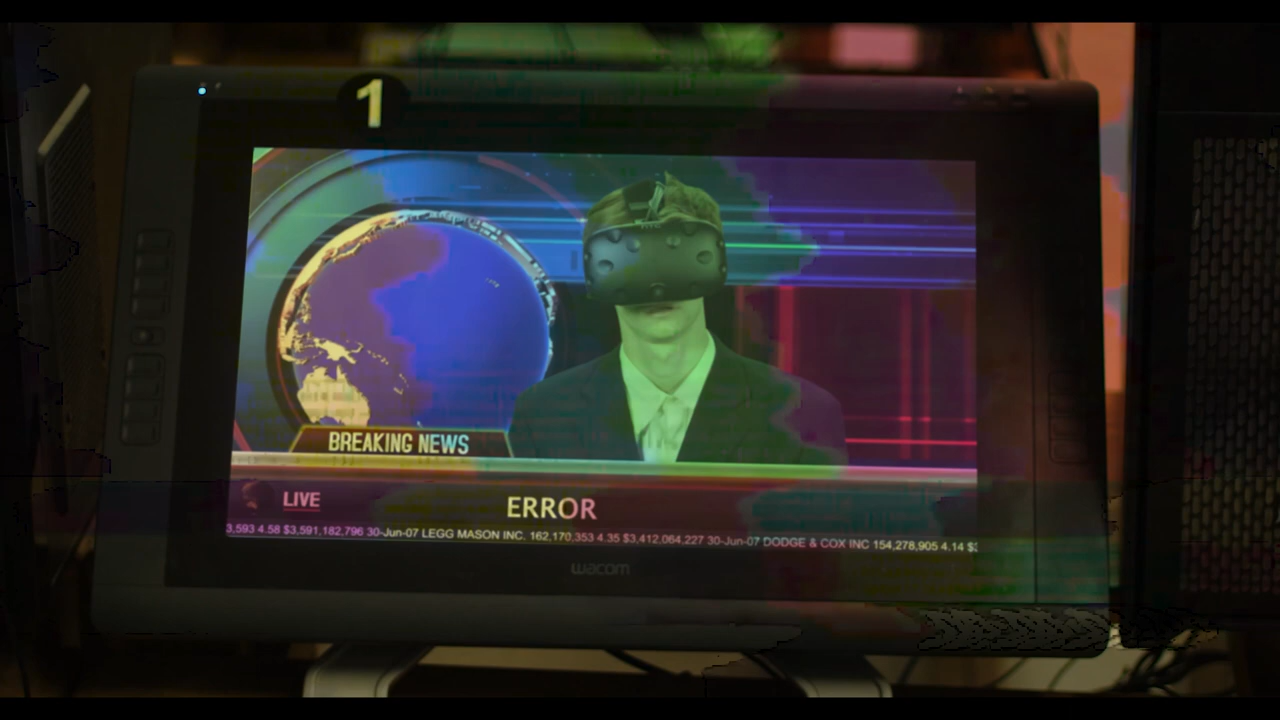 1
BREAKING NEWS
LIVE
ERROR
3,593 4.58 $3,591,182,796 30-Jun-07 LEGG MASON INC. 162,170,353 4.35 $3,412,064,227 30-Jun-07 DODGE & COX INC 154,278,905 4.14
wacom